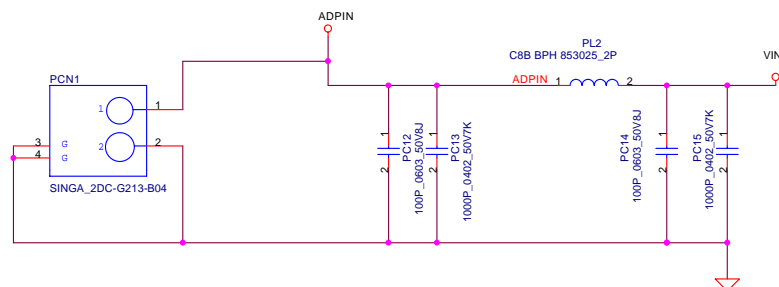 ADPIN
PL2
C8B BPH 853025_2P
VIN
PCN1
ADPIN
1
2
1
1
2
2
3
G
4
G
SINGA_2DC-G213-B04
1
2
PC12
100P_0603_50V8J
1
2
PC13
1000P_0402_50V7K
1
2
PC14
100P_0603_50V8J
1
2
PC15
1000P_0402_50V7K